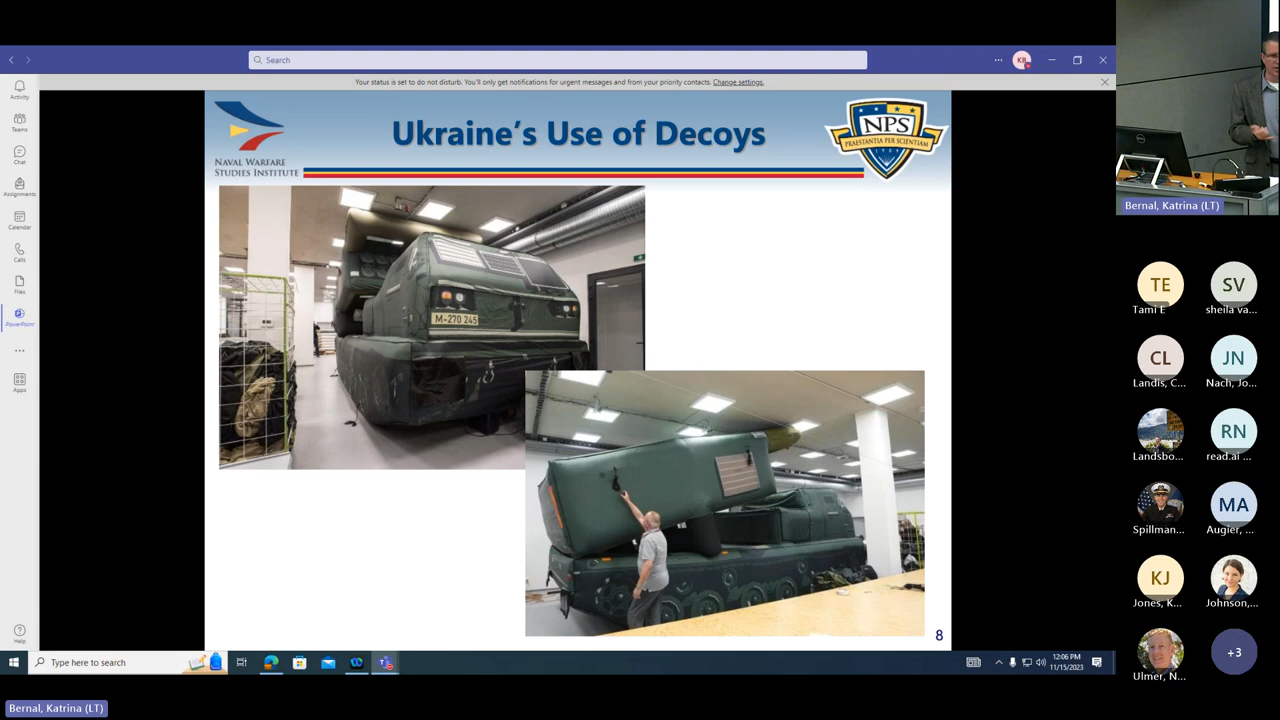 Search
KB
Your status is set to do not disturb. You'll only get notifications for urgent messages and from your priority contacts. Change settings.
Activity
Teams
Chat
Assignments
Calendar
Calls
Files
PowerPoint
Apps
Help
NAVAL WARFARE
STUDIES INSTITUTE
Ukraine's Use of Decoys
NPS
PRAESTANTIA PER SCIENTIAM
M-270 245
8
Type here to search
12:06 PM
11/15/2023
Bernal, Katrina (LT)
DELL
Bernal, Katrina (LT)
TE
SV
Tami E
sheila va...
CL
JN
Landis, C...
Nach, Jo...
RN
Landsbo...
read.ai ...
MA
Spillman...
Augier, ...
KJ
Jones, K...
Johnson,...
Ulmer, N...
+3